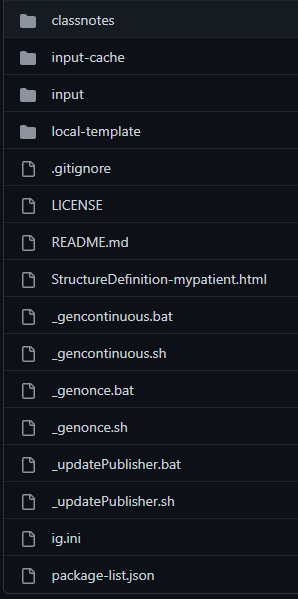 classnotes
input-cache
input
local-template
.gitignore
LICENSE
README.md
StructureDefinition-mypatient.html
_gencontinuous.bat
_gencontinuous.sh
_genonce.bat
_genonce.sh
_updatePublisher.bat
_updatePublisher.sh
ig.ini
package-list.json